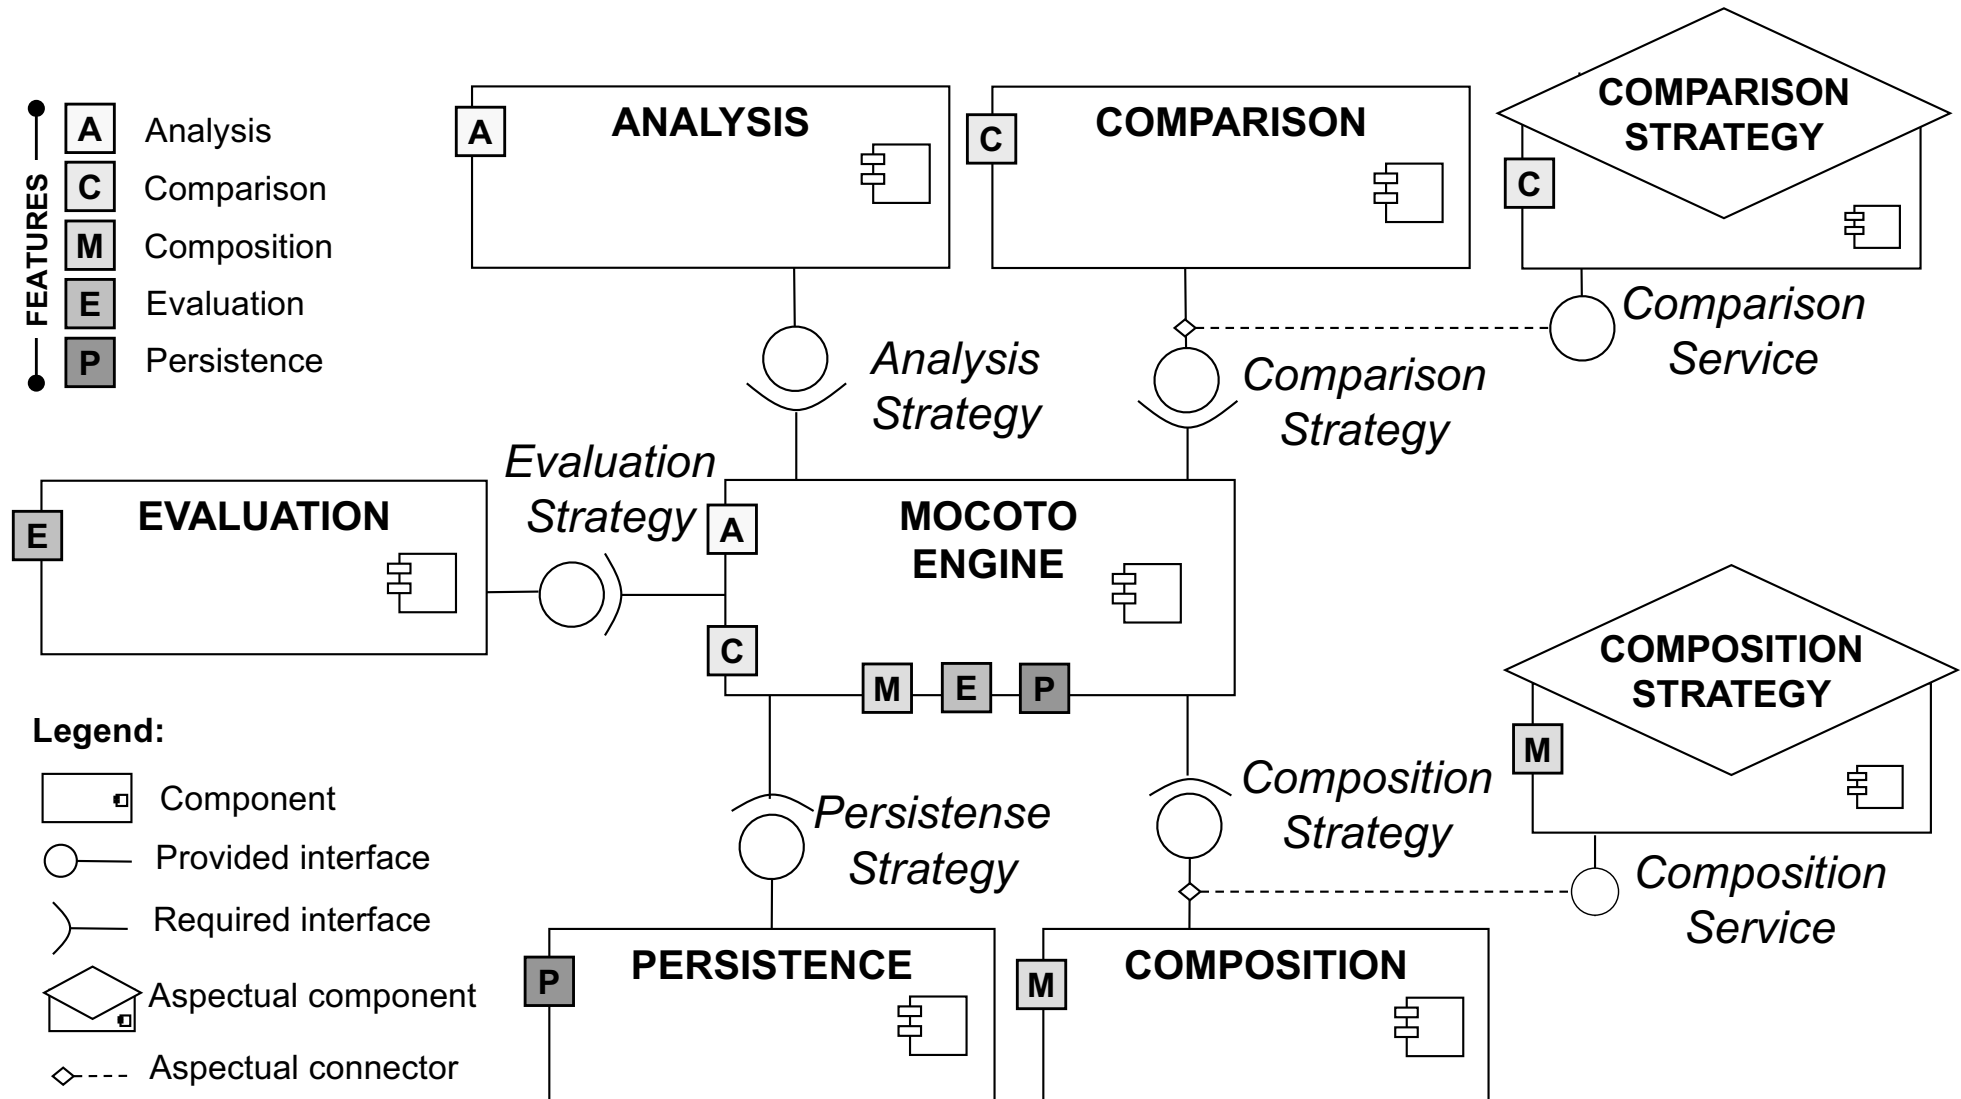 FEATURES
A Analysis
C Comparison
M Composition
E Evaluation
P Persistence
A
ANALYSIS
C
COMPARISON
COMPARISON
STRATEGY
C
Analysis
Strategy
Comparison
Strategy
Comparison
Service
E
EVALUATION
Evaluation
Strategy
A
MOCOTO
ENGINE
C
M E P
COMPOSITION
STRATEGY
M
Persistense
Strategy
Composition
Strategy
Composition
Service
P
PERSISTENCE
M
COMPOSITION
Legend:
Component
Provided interface
Required interface
Aspectual component
Aspectual connector